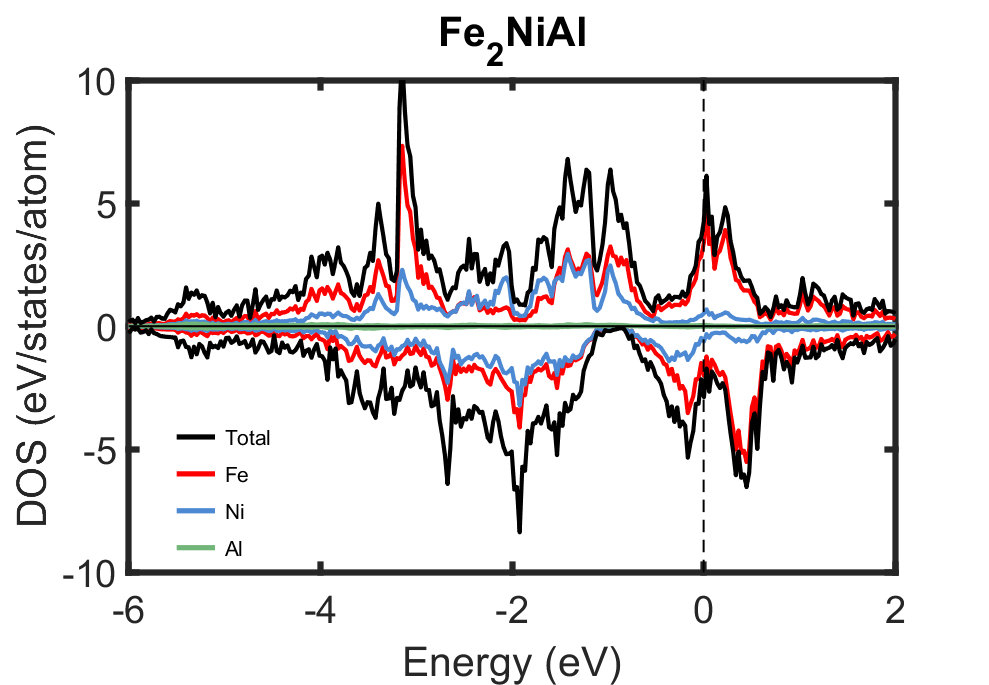 Fe2NiAl
DOS (eV/states/atom)
10
5
0
-5
-10
Total
Fe
Ni
Al
-6 -4 -2 0 2
Energy (eV)